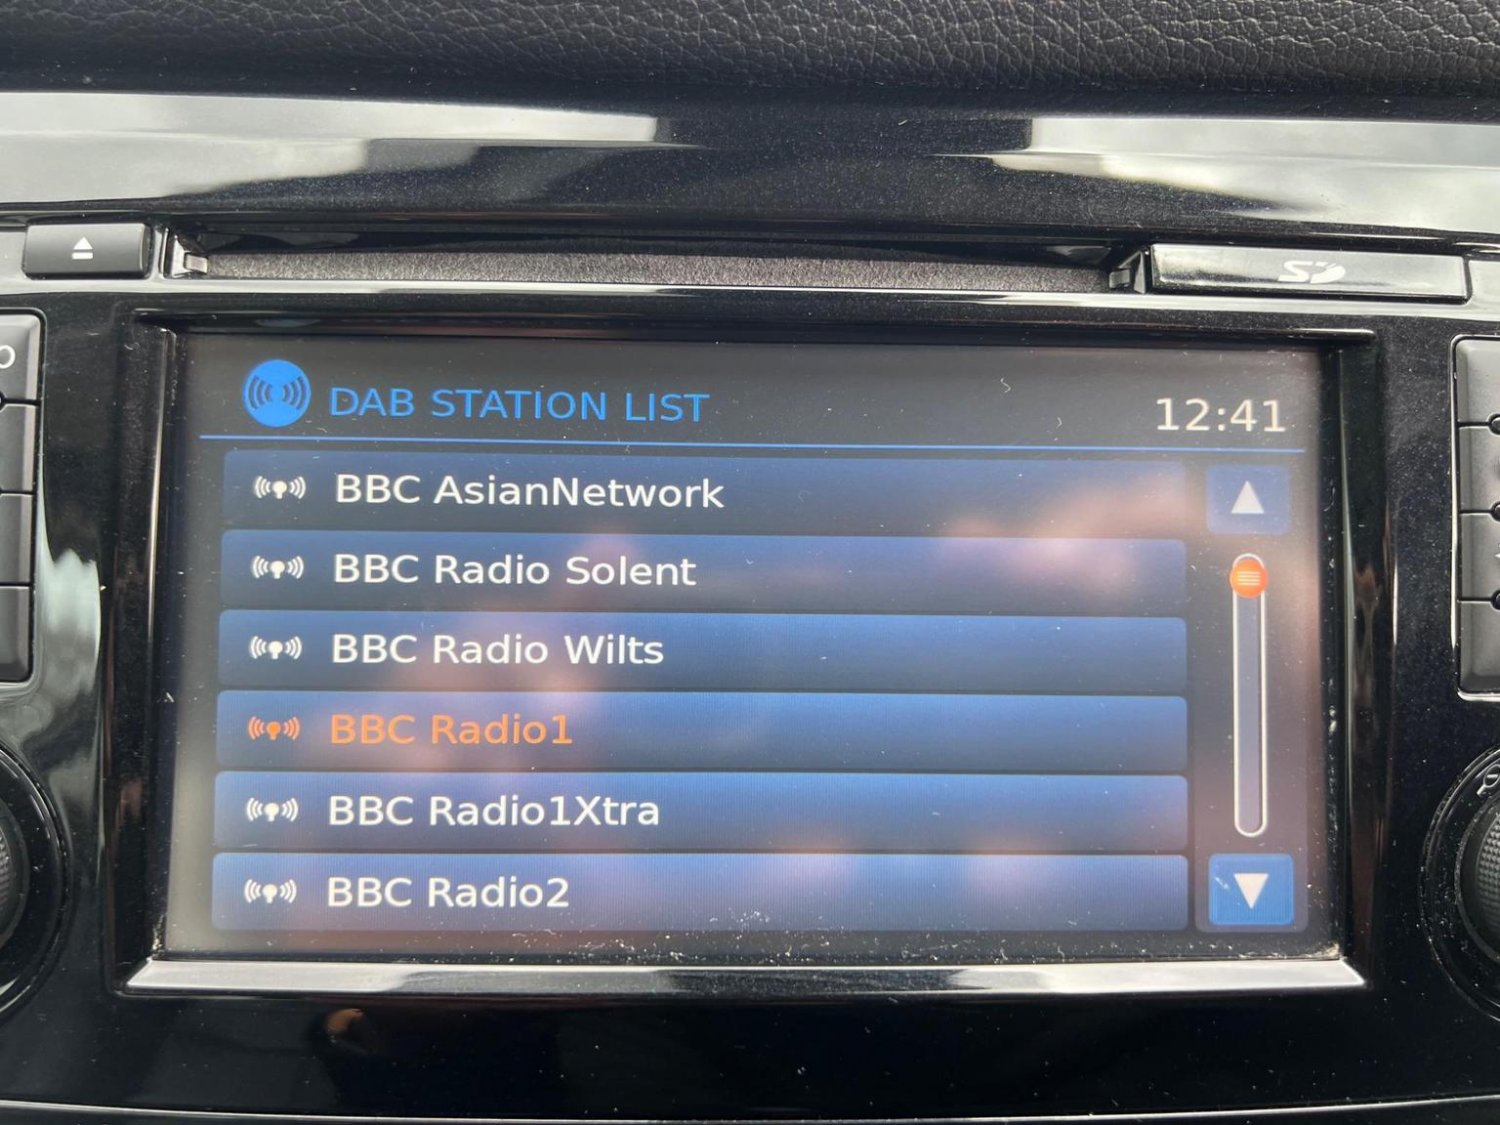 SD
DAB STATION LIST
12:41
BBC AsianNetwork
BBC Radio Solent
BBC Radio Wilts
BBC Radio1
BBC Radio1Xtra
BBC Radio2